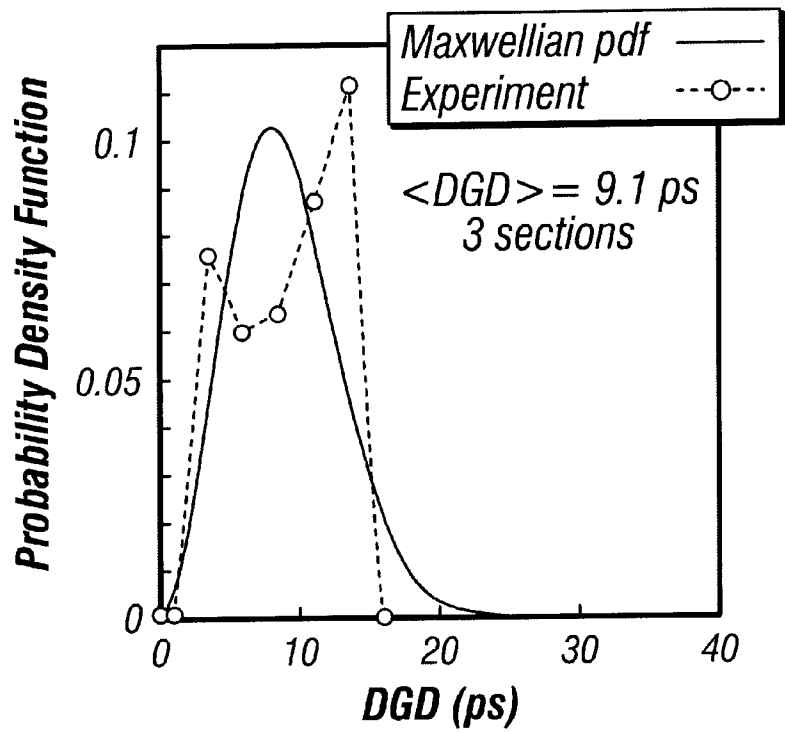 Maxwellian pdf
Experiment
<DGD> = 9.1 ps
3 sections
Probability Density Function
0.1
0.05
0
0
10
20
30
40
DGD (ps)